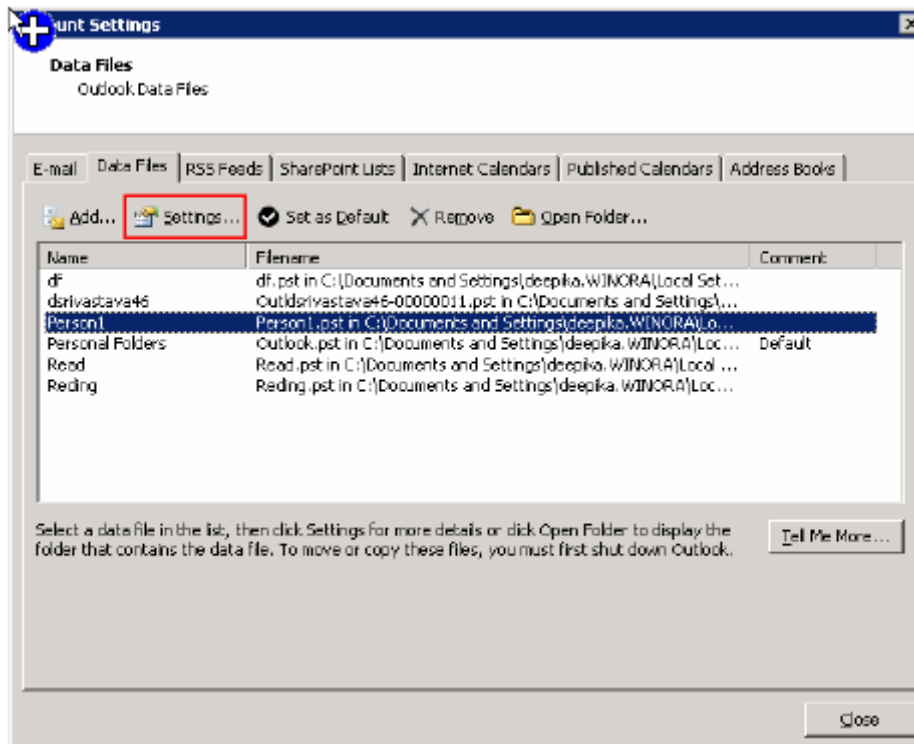 unt Settings
Data Files
Outlook Data Files
E-mail Data Files RSS Feeds SharePoint Lists Internet Calendars Published Calendars Address Books
Add... Settings... Set as Default Remove Open Folder...
Name Filename Comment
df df.pst in C:\Documents and Settings\deepika.WINORA\Local Set...
dsrivastava46 Outldsrivastava46-00000011.pst in C:\Documents and Settings\...
Person1 Person1.pst in C:\Documents and Settings\deepika.WINORA\Lo...
Personal Folders Outlook.pst in C:\Documents and Settings\deepika.WINORA\Loc... Default
Read Read.pst in C:\Documents and Settings\deepika.WINORA\Local ...
Reding Reding.pst in C:\Documents and Settings\deepika.WINORA\Loc...
Select a data file in the list, then click Settings for more details or click Open Folder to display the
folder that contains the data file. To move or copy these files, you must first shut down Outlook.
Tell Me More...
Close